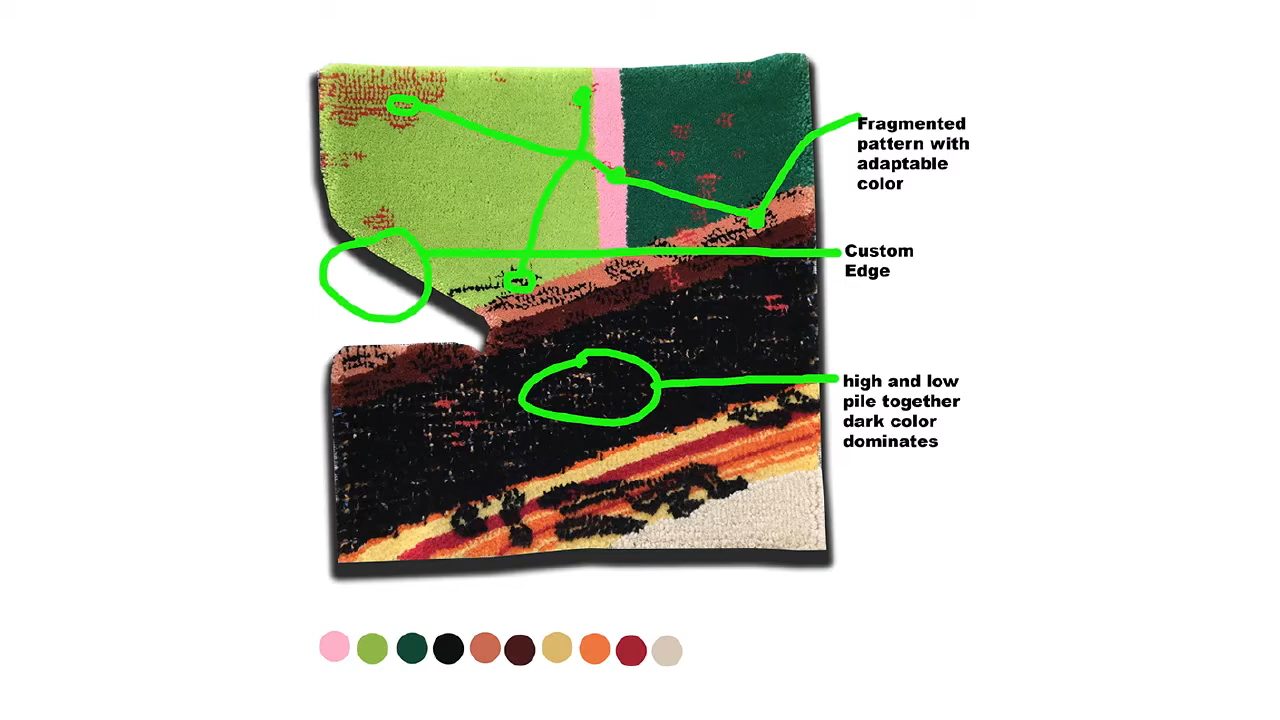 Fragmented
pattern with
adaptable
color
Custom
Edge
high and low
pile together
dark color
dominates